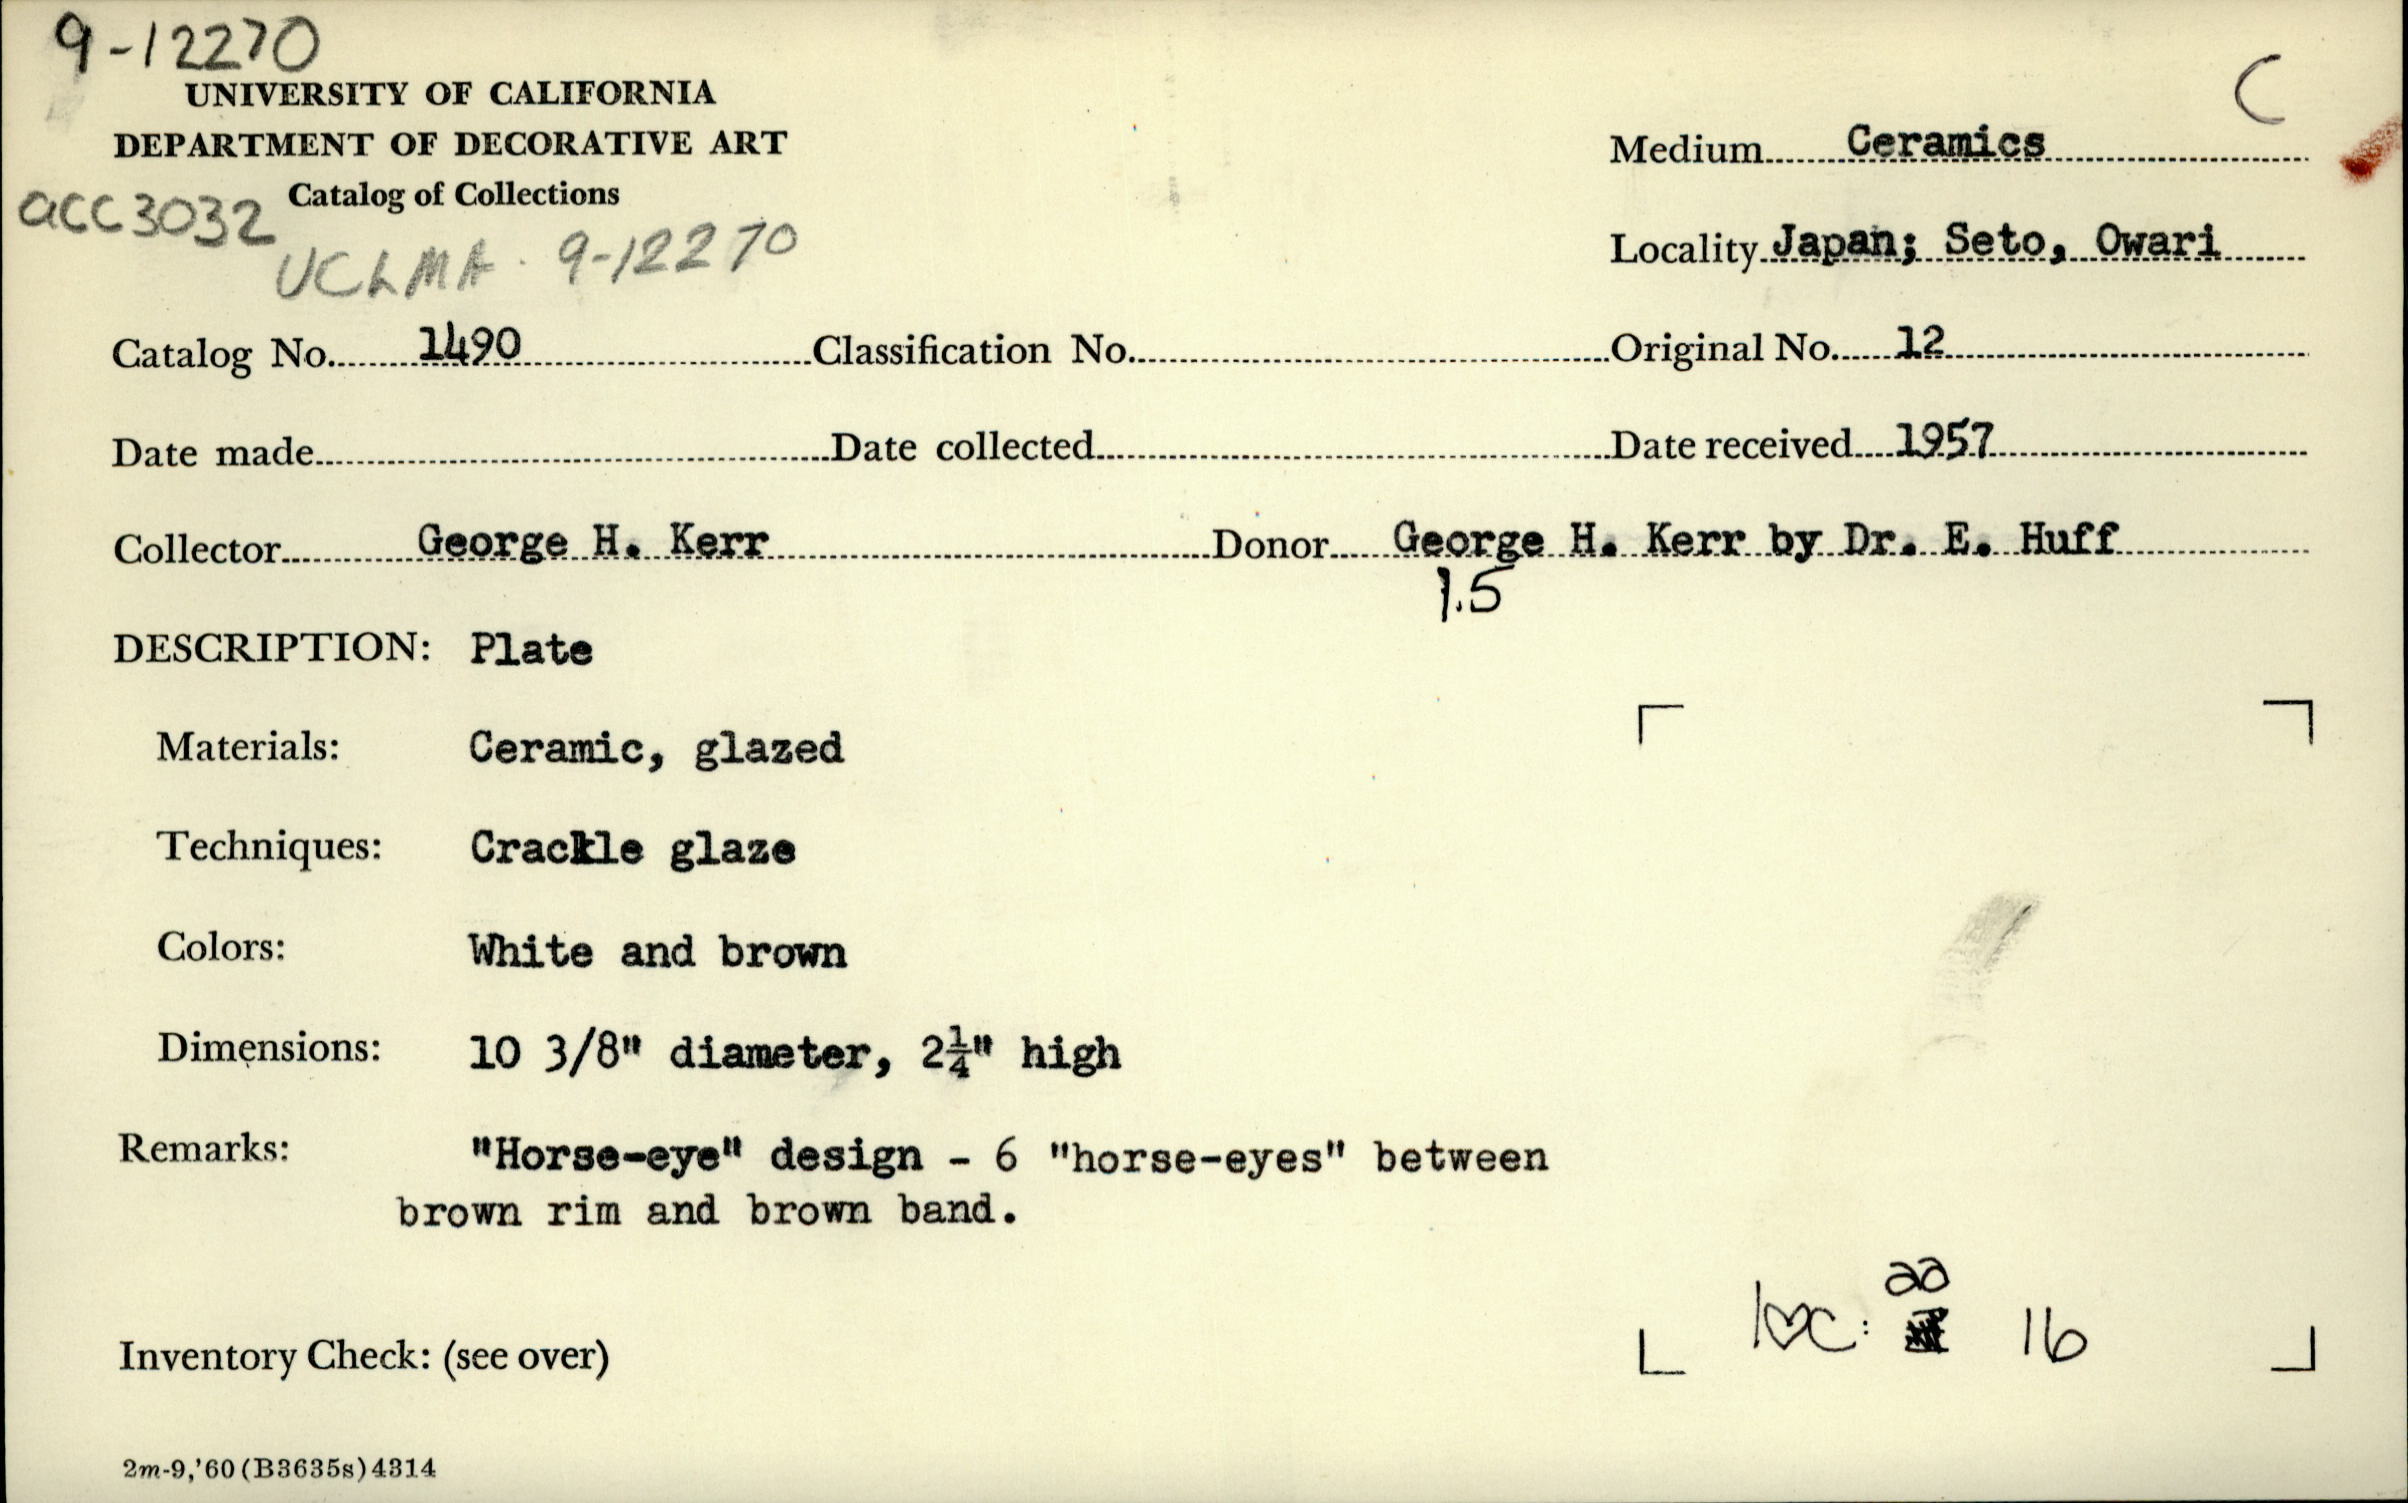 9-12270
UNIVERSITY OF CALIFORNIA
DEPARTMENT OF DECORATIVE ART
Catalog of Collections
acc 3032
UCLMA. 9-12270
C
Medium Ceramics
Locality Japan; Seto, Owari
Catalog No. 1490 Classification No. Original No. 12
Date made Date collected Date received 1957
Collector George H. Kerr Donor George H. Kerr by Dr. E. Huff
1.5
DESCRIPTION: Plate
Materials: Ceramic, glazed
Techniques: Crackle glaze
Colors: White and brown
Dimensions: 10 3/8" diameter, 2¼" high
Remarks: "Horse-eye" design - 6 "horse-eyes" between
brown rim and brown band.
Inventory Check: (see over)
16
2m-9,'60(B3635s)4314